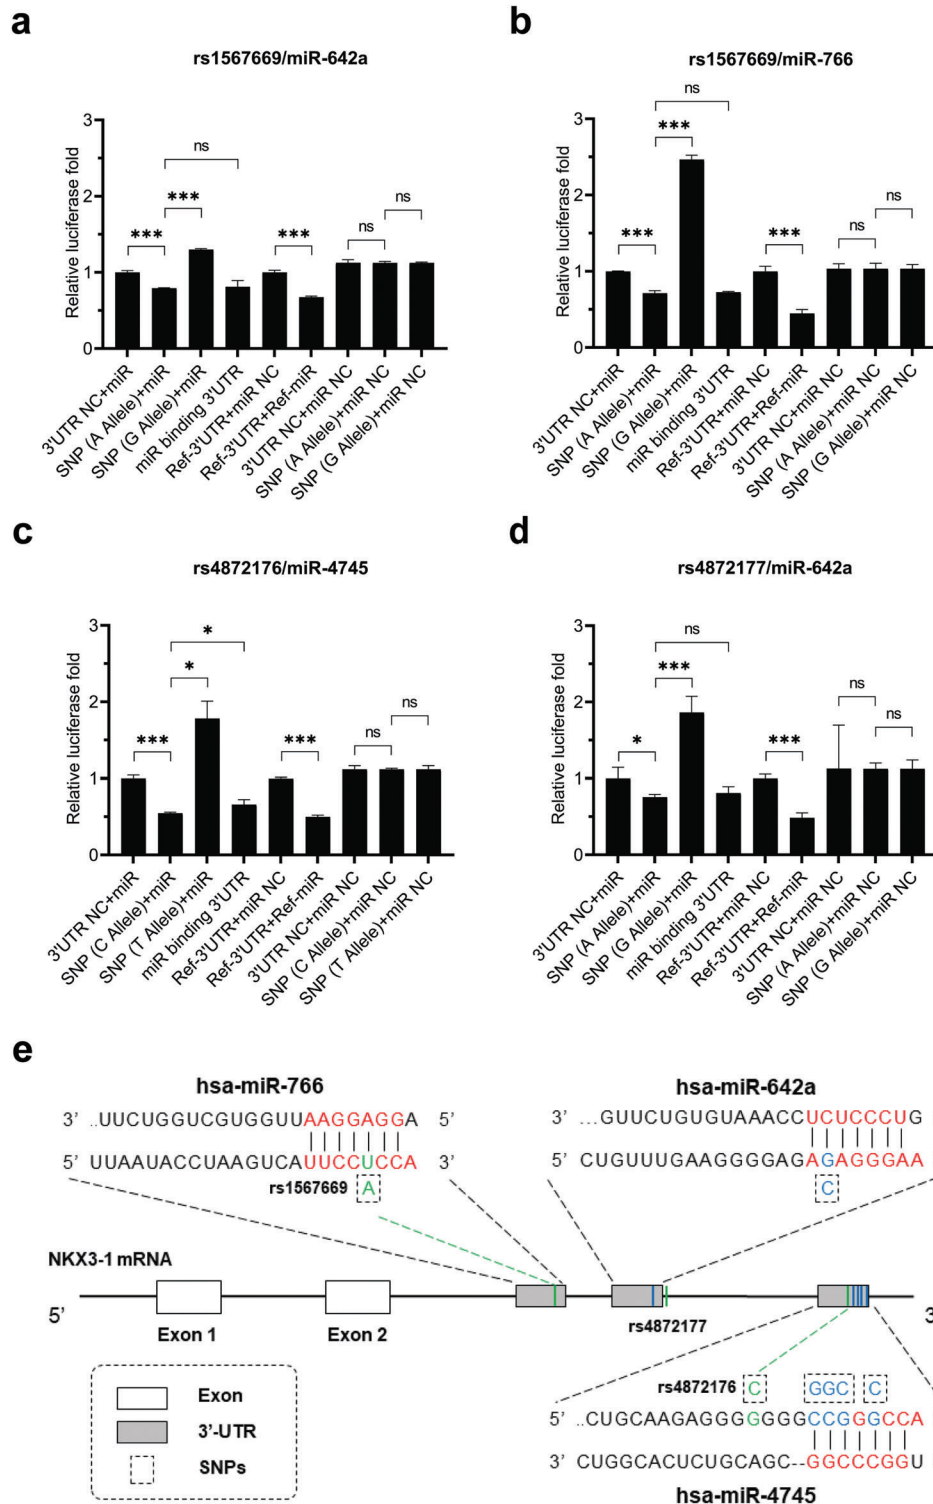 a
rs1567669/miR-642a
Relative luciferase fold
3
2
1
0
ns
***
***
***
ns
ns
3'UTR NC+miR
SNP (A Allele)+miR
SNP (G Allele)+miR
miR binding 3'UTR
Ref-3'UTR+miR NC
Ref-3'UTR+Ref-miR
3'UTR NC+miR NC
SNP (A Allele)+miR NC
SNP (G Allele)+miR NC
b
rs1567669/miR-766
Relative luciferase fold
3
2
1
0
ns
***
***
***
ns
ns
3'UTR NC+miR
SNP (A Allele)+miR
SNP (G Allele)+miR
miR binding 3'UTR
Ref-3'UTR+miR NC
Ref-3'UTR+Ref-miR
3'UTR NC+miR NC
SNP (A Allele)+miR NC
SNP (G Allele)+miR NC
c
rs4872176/miR-4745
Relative luciferase fold
3
2
1
0
*
*
***
***
ns
ns
3'UTR NC+miR
SNP (C Allele)+miR
SNP (T Allele)+miR
miR binding 3'UTR
Ref-3'UTR+miR NC
Ref-3'UTR+Ref-miR
3'UTR NC+miR NC
SNP (C Allele)+miR NC
SNP (T Allele)+miR NC
d
rs4872177/miR-642a
Relative luciferase fold
3
2
1
0
ns
***
*
***
ns
ns
3'UTR NC+miR
SNP (A Allele)+miR
SNP (G Allele)+miR
miR binding 3'UTR
Ref-3'UTR+miR NC
Ref-3'UTR+Ref-miR
3'UTR NC+miR NC
SNP (A Allele)+miR NC
SNP (G Allele)+miR NC
e
hsa-miR-766
3’ ..UUCUGGUCGUGGUUAAGGAGGA 5’
5’ UUAAUACCUAAGUCAUUCCUCCA 3’
rs1567669 A
hsa-miR-642a
3’ ...GUUCUGUGUAAACCUCUCCCUG
5’ CUGUUUGAAGGGGAGAGAGGGAA
C
NKX3-1 mRNA
5’
3
Exon 1
Exon 2
rs4872177
Exon
3’-UTR
SNPs
rs4872176 C GGC C
5’ ..CUGCAAGAGGGGGGGCCGGGCCA
3’ CUGGCACUCUGCAGC--GGCCCGGU
hsa-miR-4745